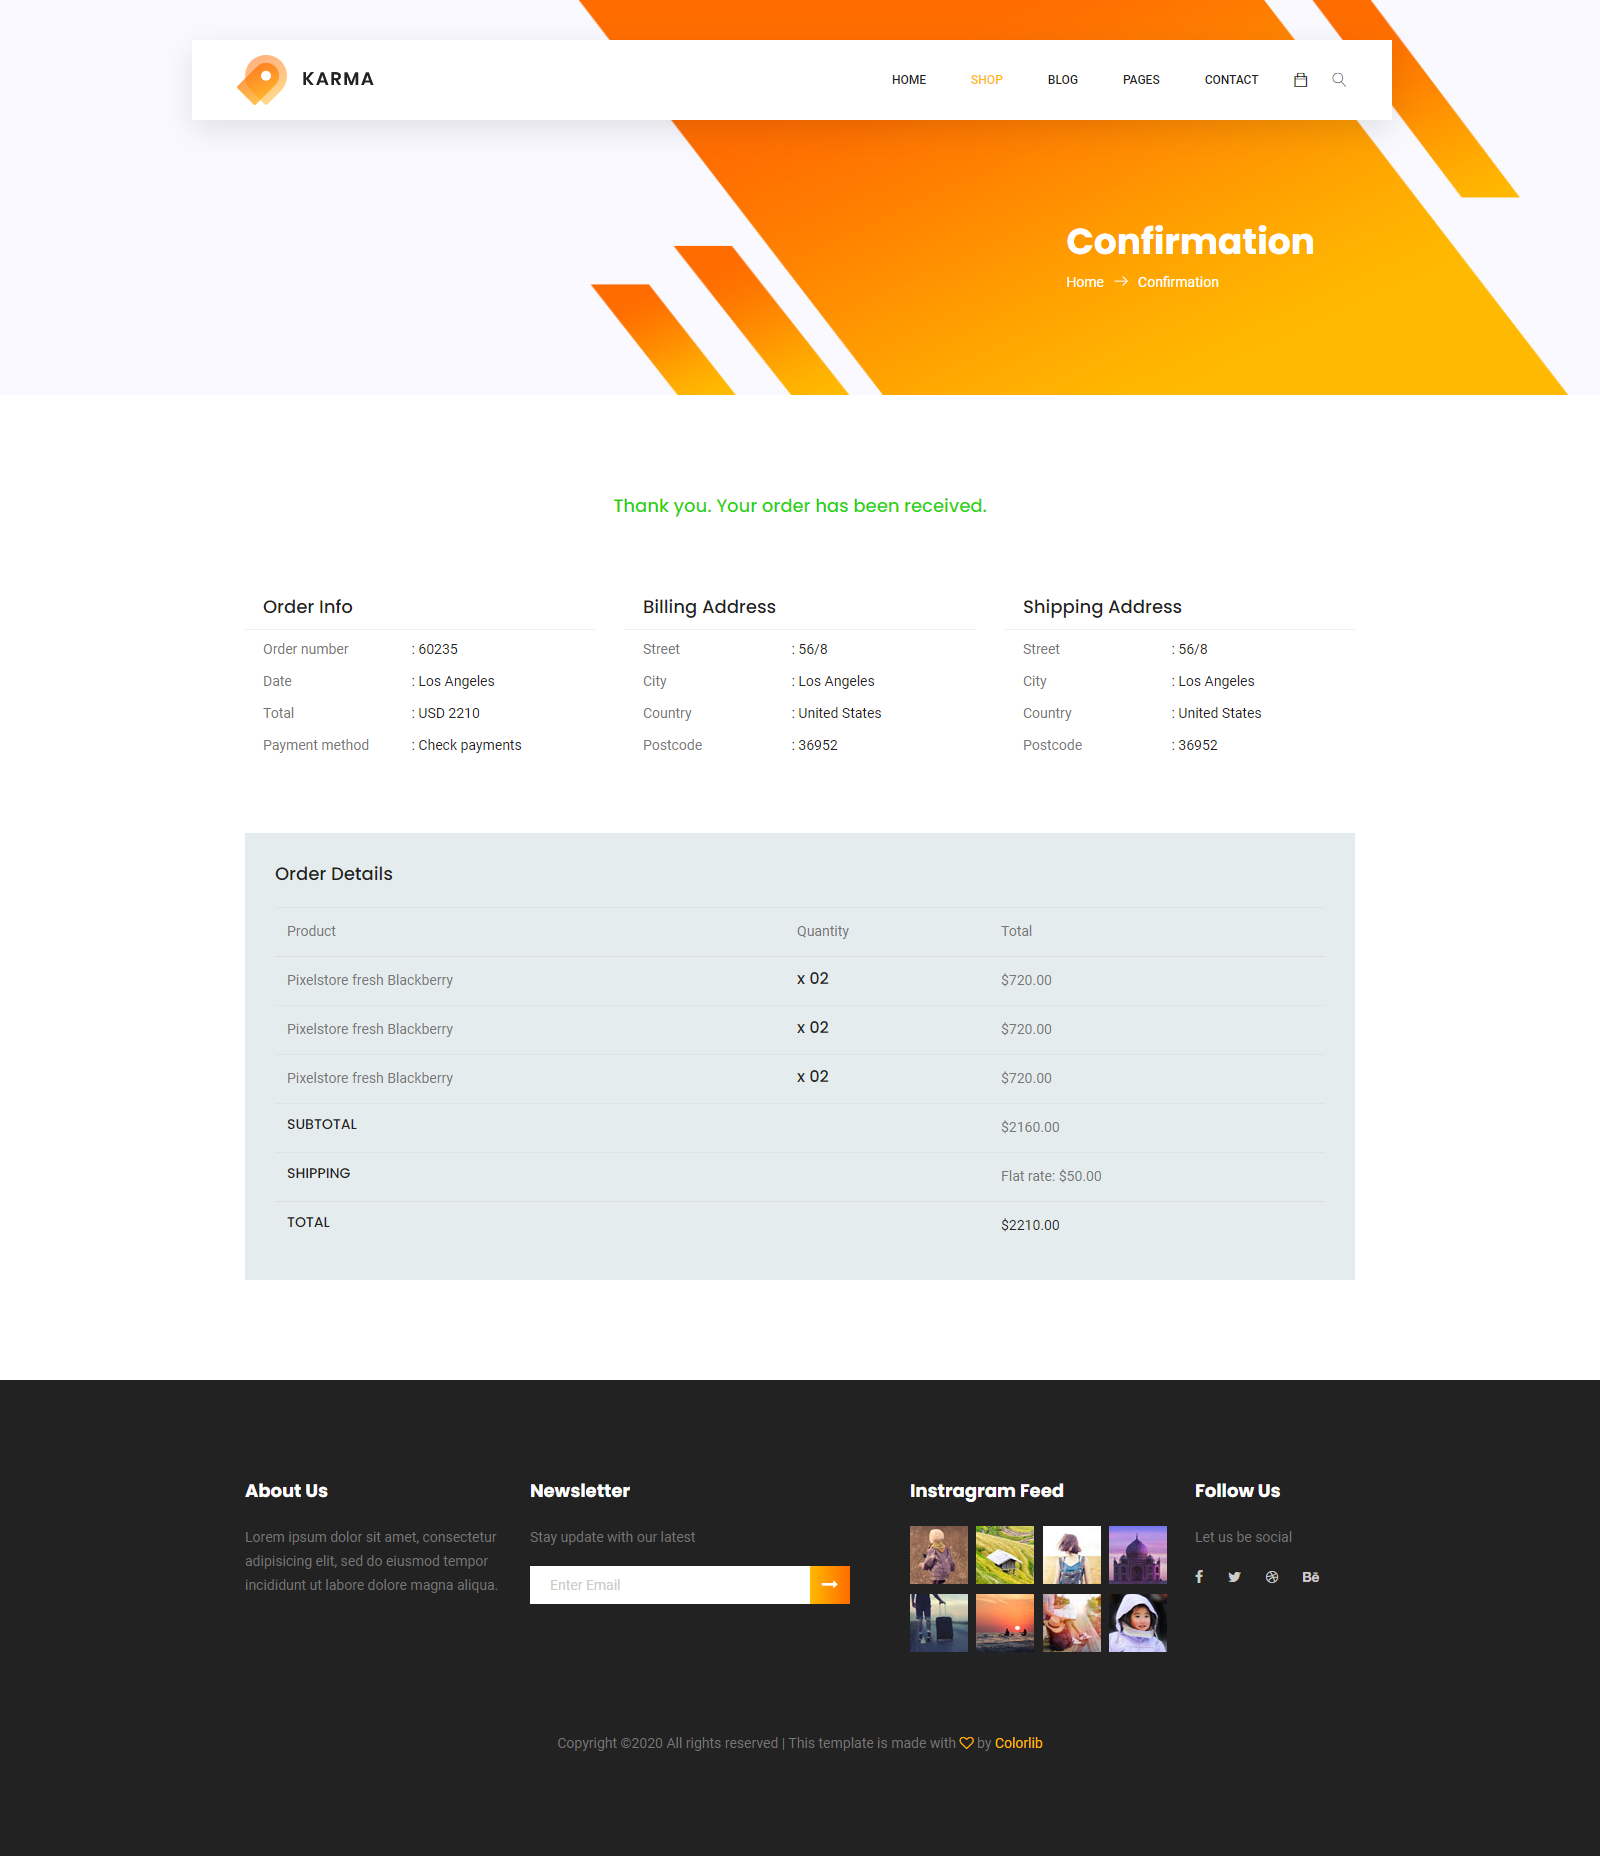 KARMA
HOME SHOP BLOG PAGES CONTACT
Confirmation
Home → Confirmation
Thank you. Your order has been received.
Order Info
Order number : 60235
Date : Los Angeles
Total : USD 2210
Payment method : Check payments
Billing Address
Street : 56/8
City : Los Angeles
Country : United States
Postcode : 36952
Shipping Address
Street : 56/8
City : Los Angeles
Country : United States
Postcode : 36952
Order Details
Product Quantity Total
Pixelstore fresh Blackberry x 02 $720.00
Pixelstore fresh Blackberry x 02 $720.00
Pixelstore fresh Blackberry x 02 $720.00
SUBTOTAL $2160.00
SHIPPING Flat rate: $50.00
TOTAL $2210.00
About Us
Lorem ipsum dolor sit amet, consectetur
adipisicing elit, sed do eiusmod tempor
incididunt ut labore dolore magna aliqua.
Newsletter
Stay update with our latest
Enter Email
Instragram Feed
Follow Us
Let us be social
Copyright ©2020 All rights reserved | This template is made with ♡ by Colorlib